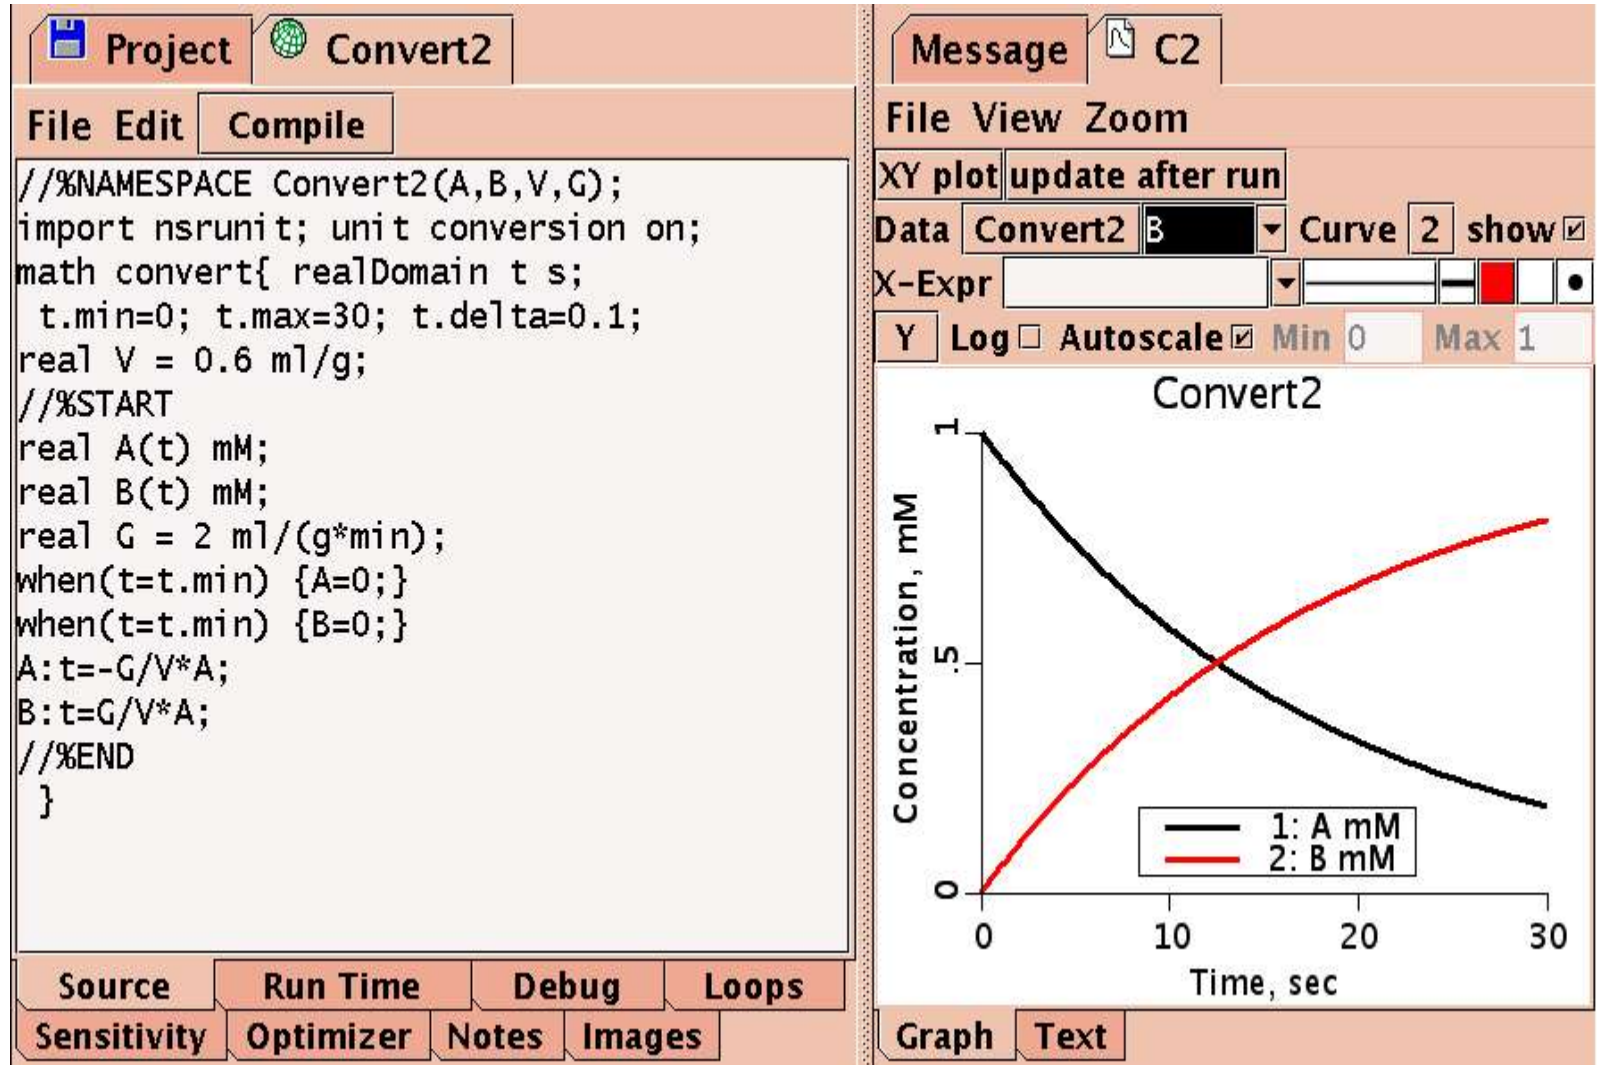 Project Convert2
File Edit Compile
//%NAMESPACE Convert2(A,B,V,G);
import nsrunit; unit conversion on;
math convert{ realDomain t s;
t.min=0; t.max=30; t.delta=0.1;
real V = 0.6 ml/g;
//%START
real A(t) mM;
real B(t) mM;
real G = 2 ml/(g*min);
when(t=t.min) {A=0;}
when(t=t.min) {B=0;}
A:t=-G/V*A;
B:t=G/V*A;
//%END
}
Source Run Time Debug Loops
Sensitivity Optimizer Notes Images
Message C2
File View Zoom
XY plot update after run
Data Convert2 B Curve 2 show
X-Expr
Y Log Autoscale Min 0 Max 1
Convert2
1
.5
0
Concentration, mM
1: A mM
2: B mM
0 10 20 30
Time, sec
Graph Text